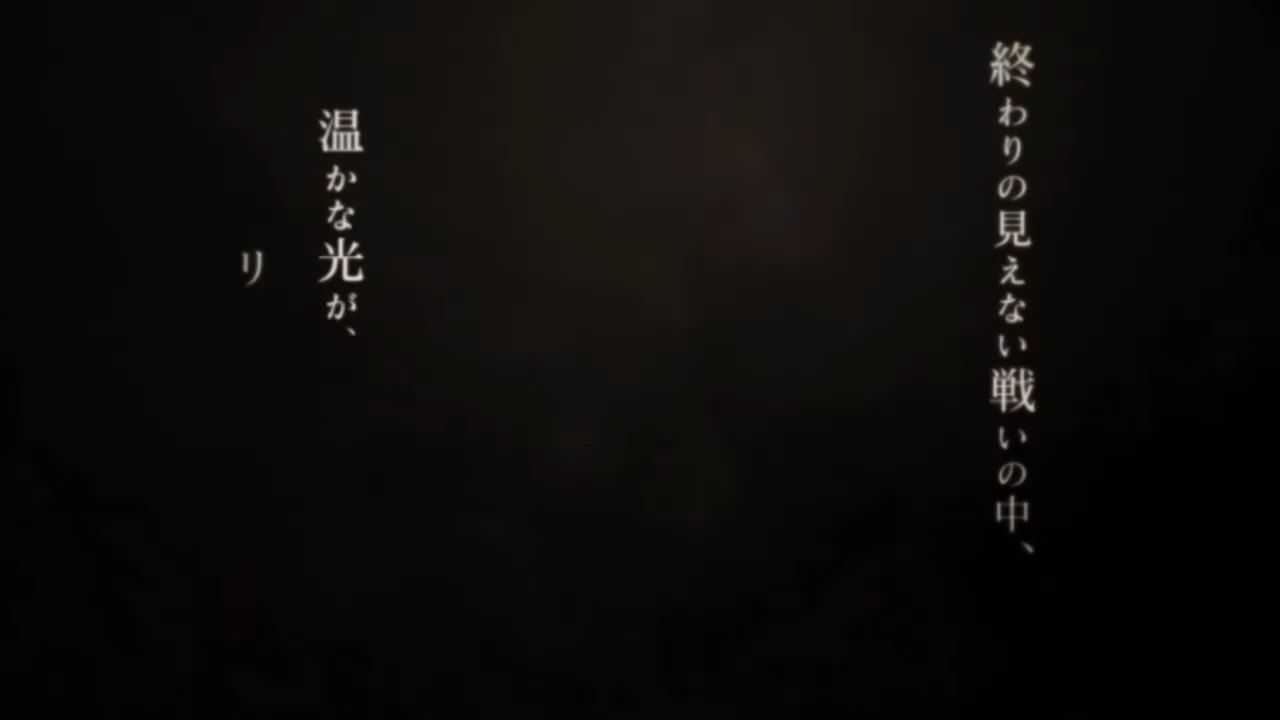 終わりの見えない戦いの中、
温かな光が、
リ